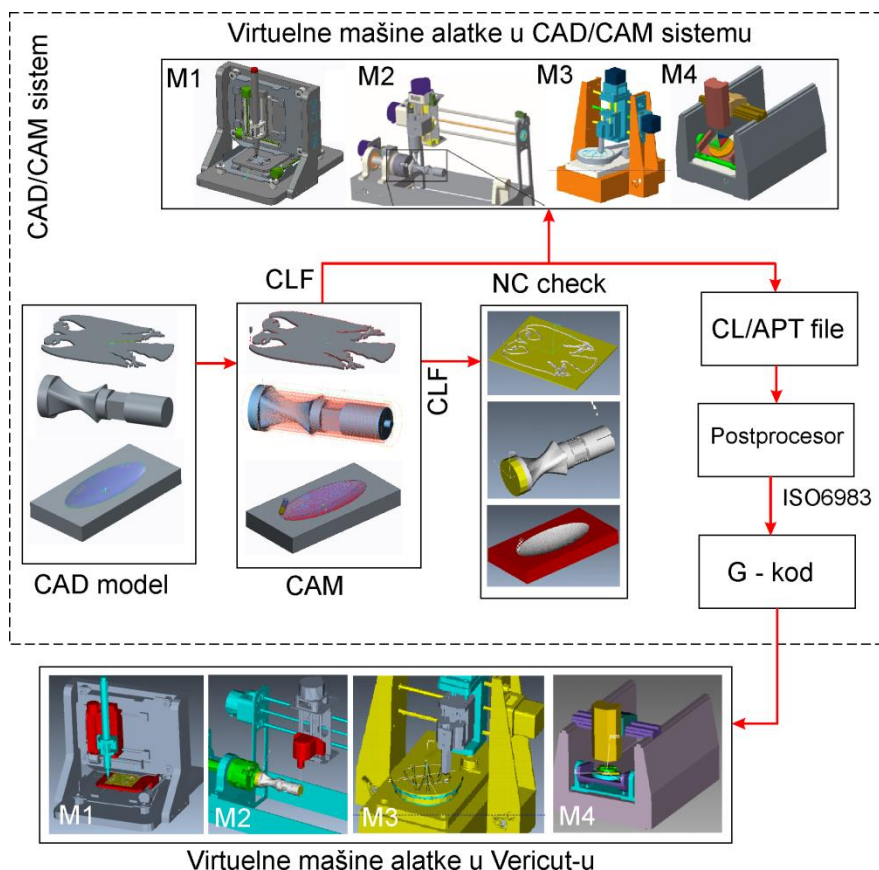 Virtuelne mašine alatke u CAD/CAM sistemu
M1
M2
M3
M4
CAD/CAM sistem
CLF
NC check
CLF
CAD model
CAM
CL/APT file
Postprocesor
ISO6983
G - kod
M1
M2
M3
M4
Virtuelne mašine alatke u Vericut-u